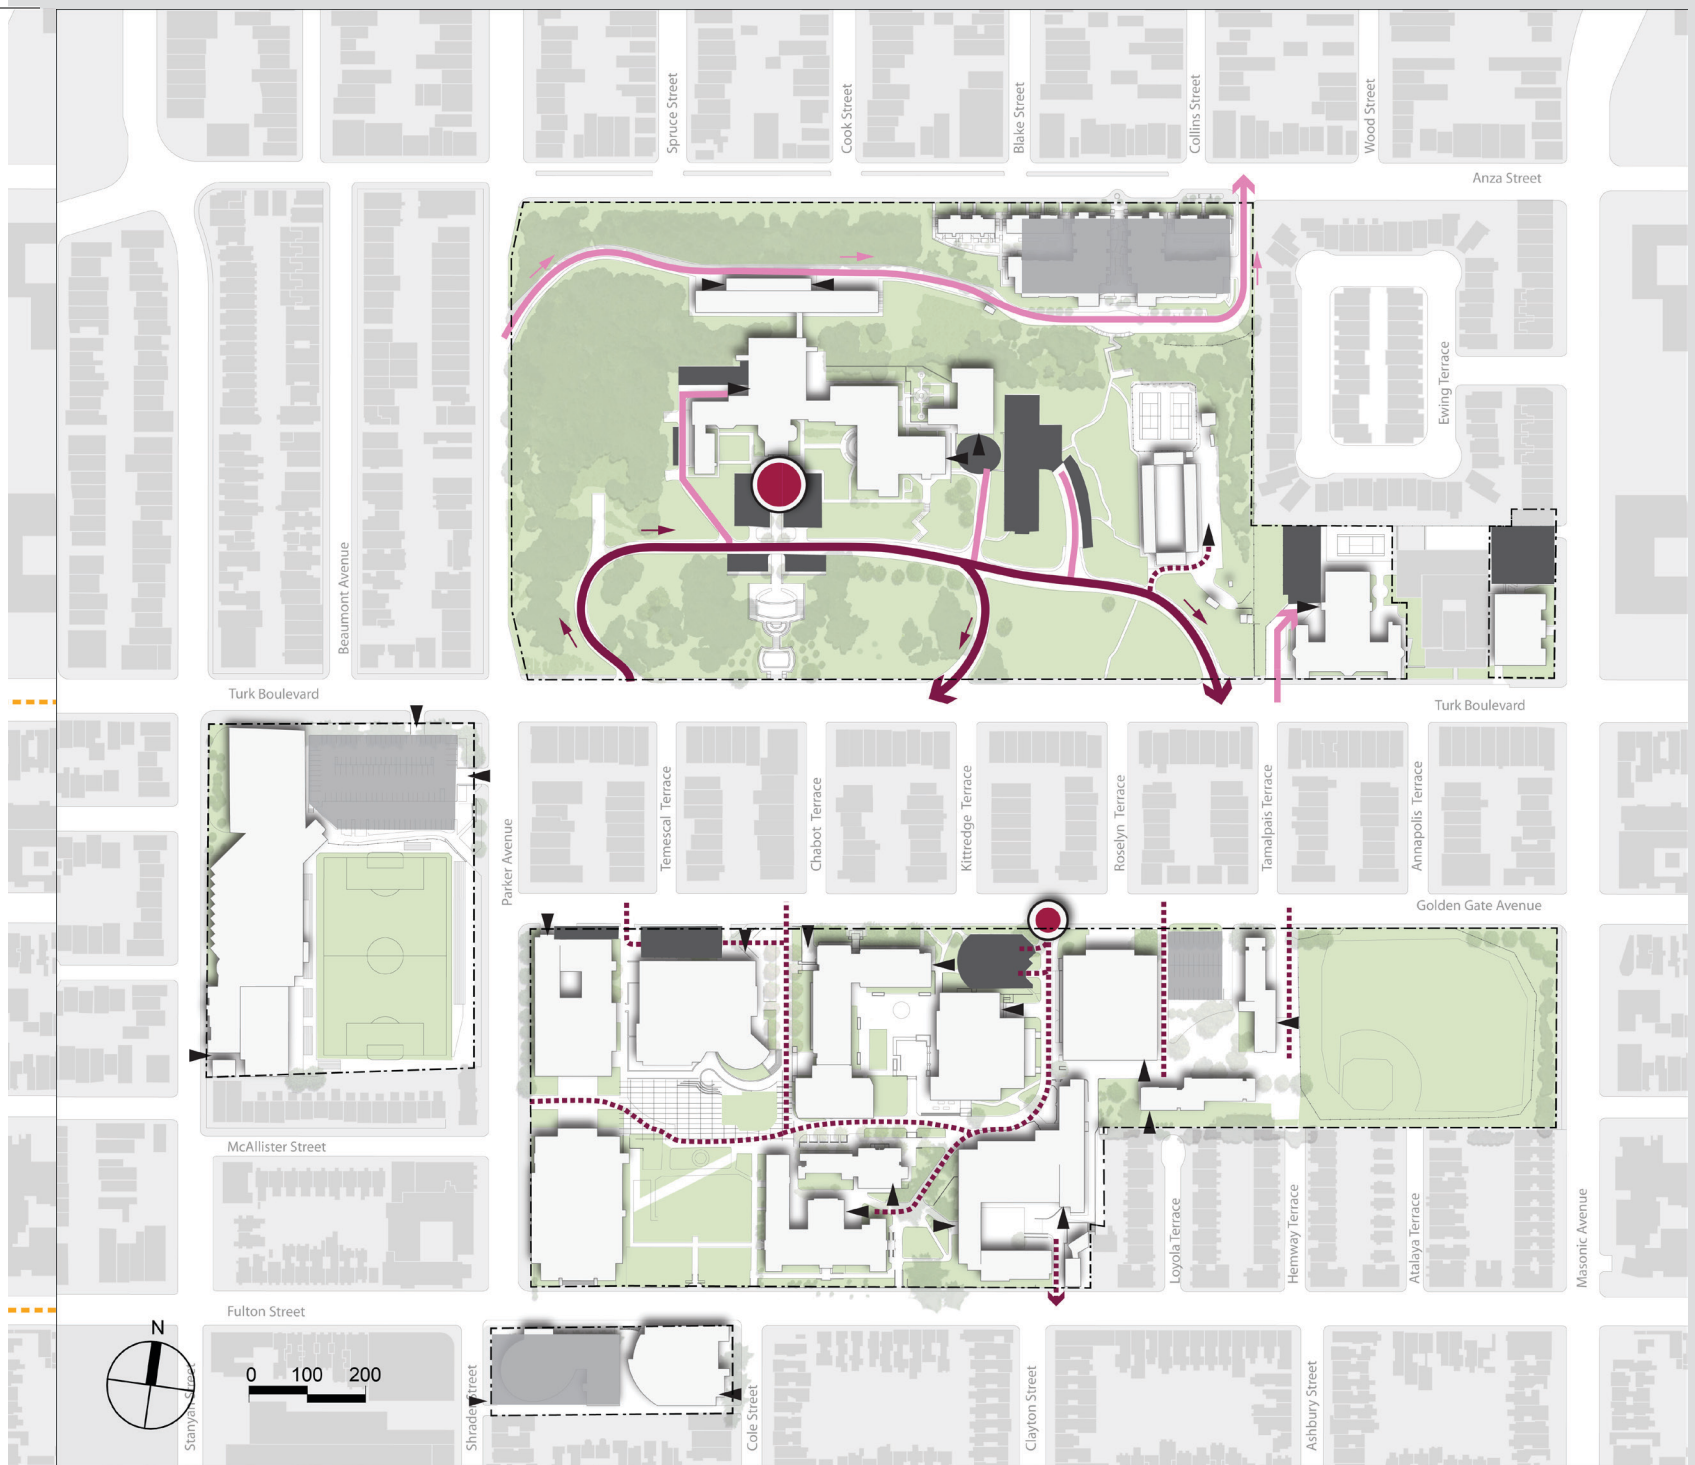 Spruce Street
Cook Street
Blake Street
Collins Street
Wood Street
Anza Street
Ewing Terrace
Beaumont Avenue
Turk Boulevard
Turk Boulevard
Parker Avenue
Temescal Terrace
Chabot Terrace
Kittredge Terrace
Roselyn Terrace
Tamalpais Terrace
Annapolis Terrace
Golden Gate Avenue
McAllister Street
Loyola Terrace
Hemway Terrace
Atalaya Terrace
Masonic Avenue
Fulton Street
N
0 100 200
Stanyan Street
Shrader Street
Cole Street
Clayton Street
Ashbury Street